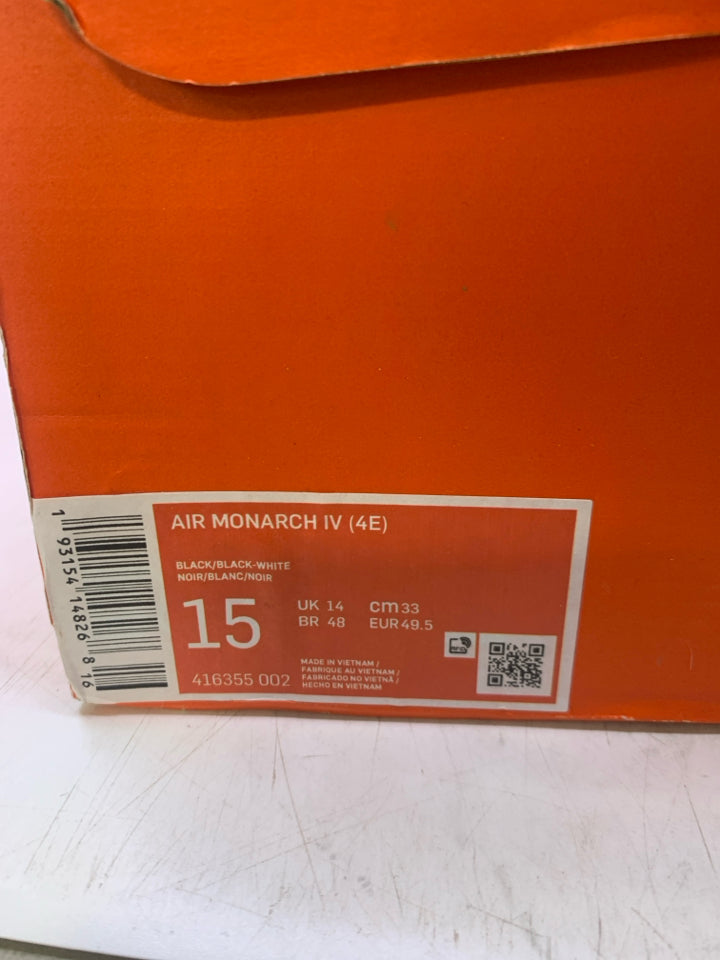 AIR MONARCH IV (4E)
BLACK/BLACK-WHITE
NOIR/BLANC/NOIR
15
UK 14
BR 48
cm 33
EUR 49.5
416355 002
MADE IN VIETNAM /
FABRIQUE AU VIETNAM /
FABRICADO NO VIETNÃ /
HECHO EN VIETNAM
1 93154 14826 8 16